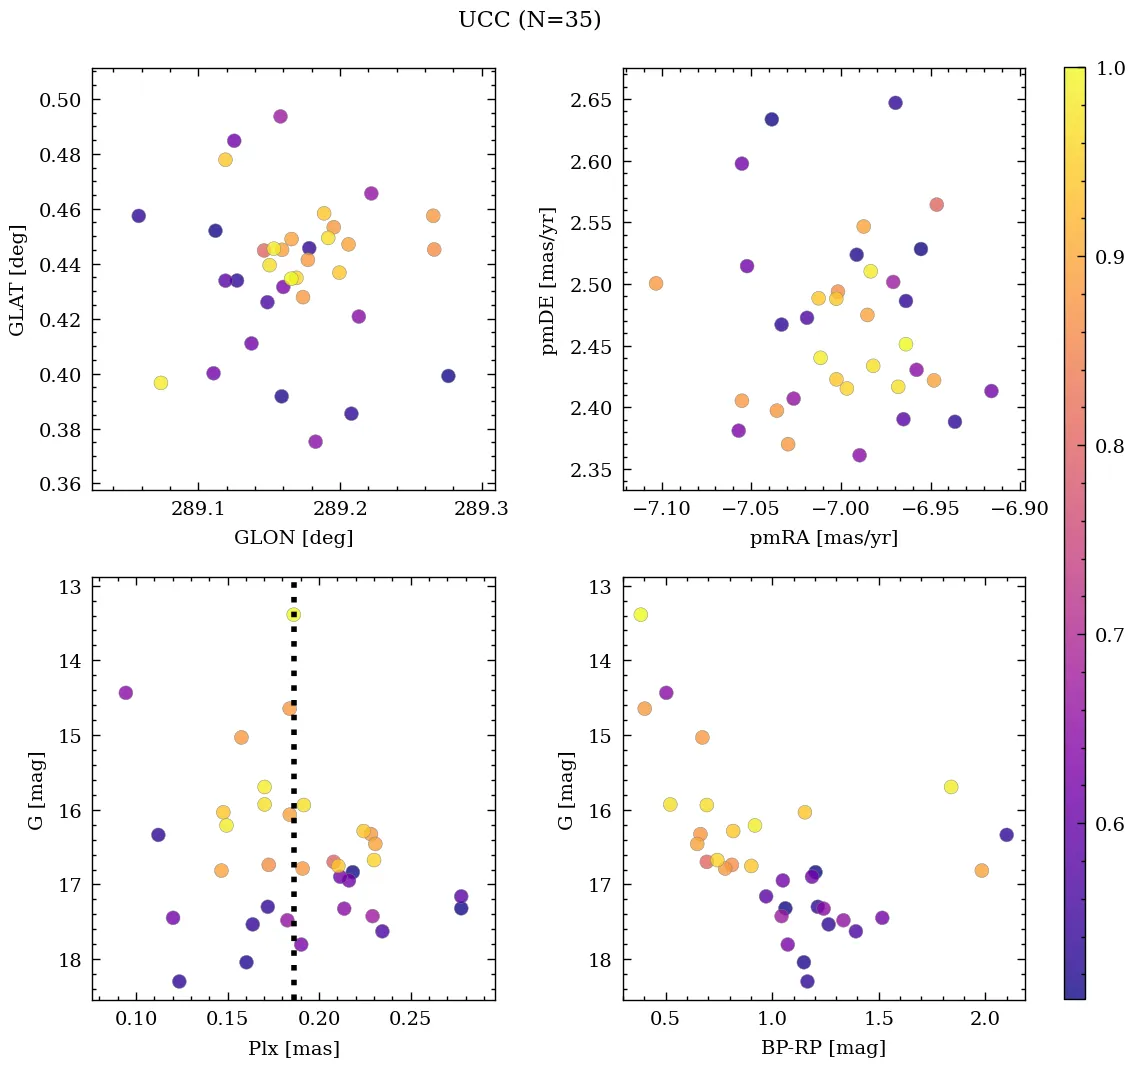 UCC (N=35)
0.50
0.48
0.46
0.44
0.42
0.40
0.38
0.36
GLAT [deg]
289.1 289.2 289.3
GLON [deg]
2.65
2.60
2.55
2.50
2.45
2.40
2.35
pmDE [mas/yr]
−7.10 −7.05 −7.00 −6.95 −6.90
pmRA [mas/yr]
1.0
0.9
0.8
0.7
0.6
13
14
15
16
17
18
G [mag]
0.10 0.15 0.20 0.25
Plx [mas]
13
14
15
16
17
18
G [mag]
0.5 1.0 1.5 2.0
BP-RP [mag]